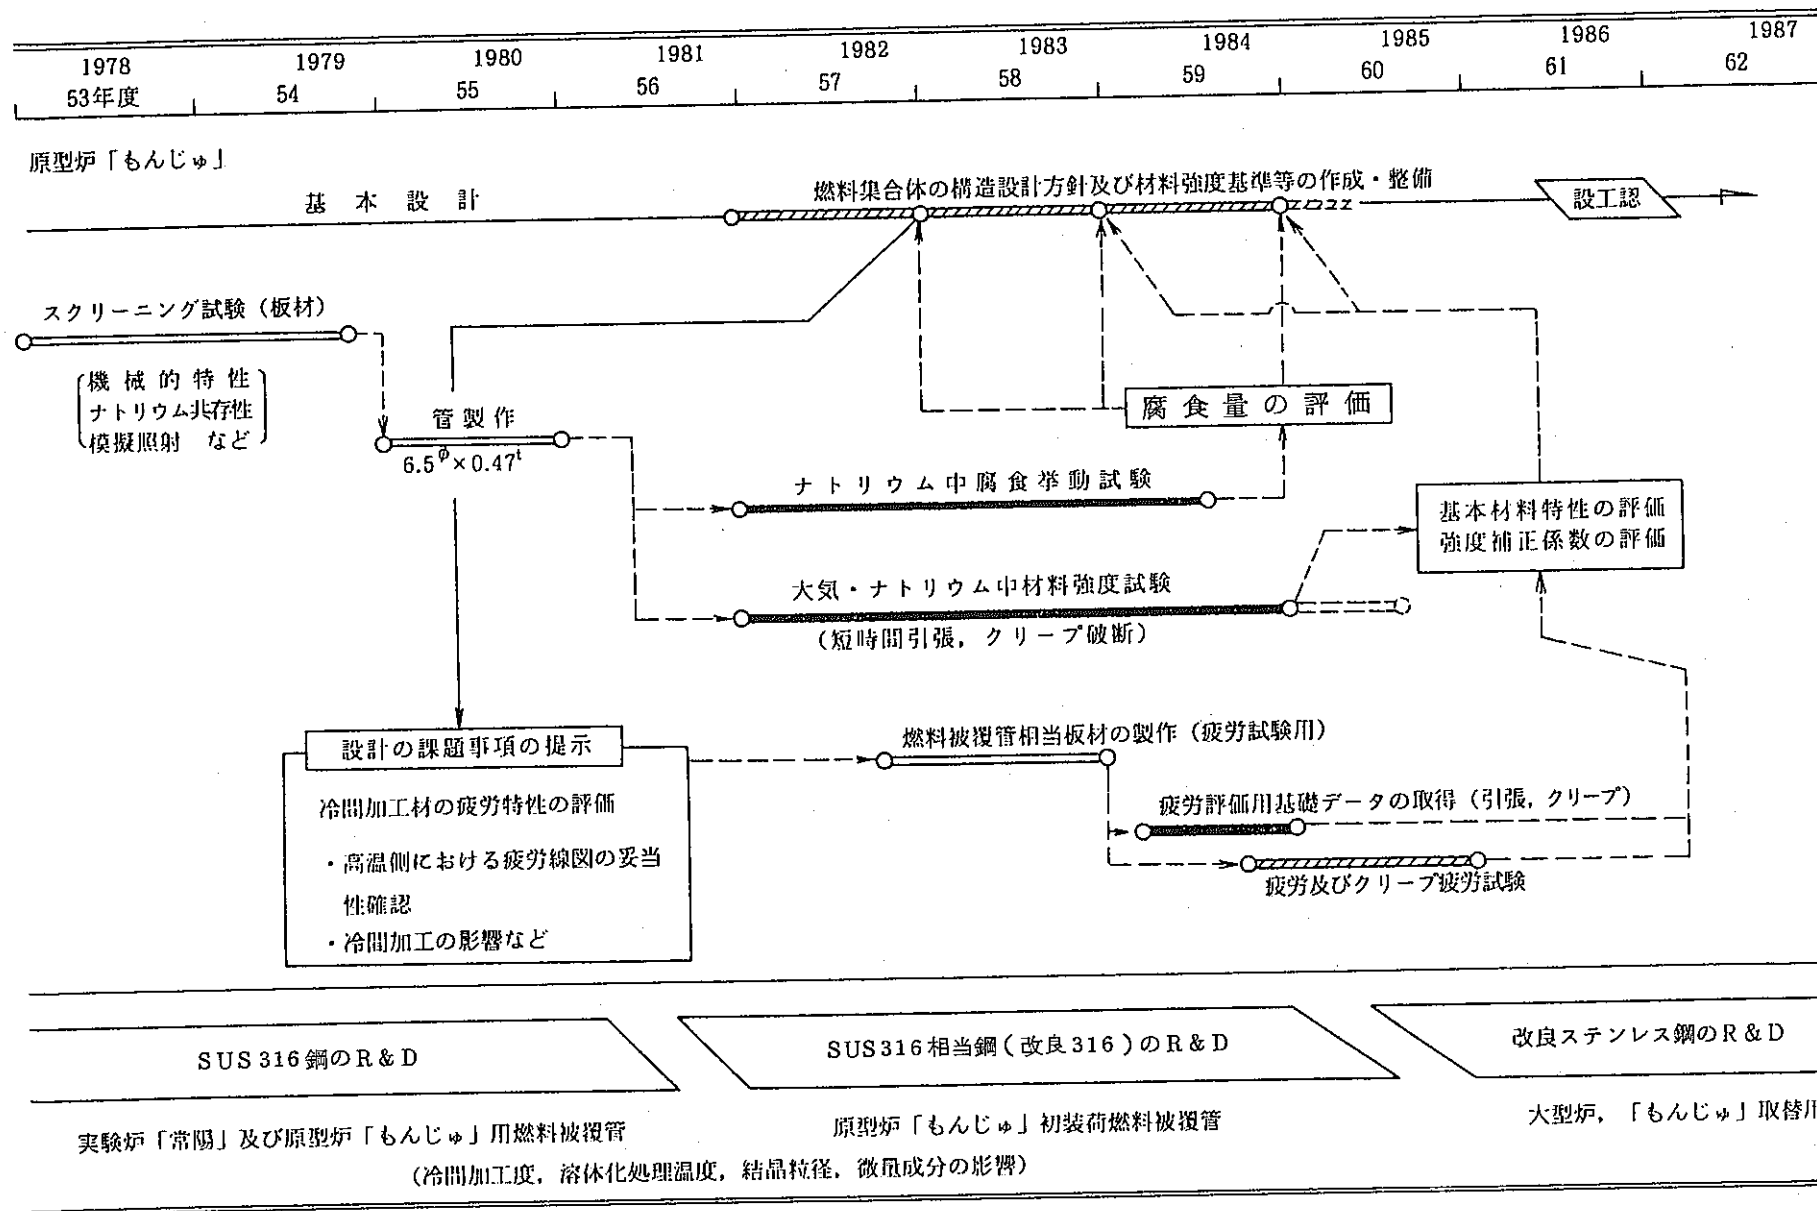 1978 1979 1980 1981 1982 1983 1984 1985 1986 1987
53年度 54 55 56 57 58 59 60 61 62
原型炉「もんじゅ」
基本設計
燃料集合体の構造設計方針及び材料強度基準等の作成・整備
設工認
スクリーニング試験(板材)
機械的特性
ナトリウム共存性
模擬照射 など
管製作
6.5φ×0.47t
腐食量の評価
ナトリウム中腐食挙動試験
基本材料特性の評価
強度補正係数の評価
大気・ナトリウム中材料強度試験
(短時間引張,クリープ破断)
設計の課題事項の提示
冷間加工材の疲労特性の評価
・高温側における疲労線図の妥当
性確認
・冷間加工の影響など
燃料被覆管相当板材の製作(疲労試験用)
疲労評価用基礎データの取得(引張,クリープ)
疲労及びクリープ疲労試験
SUS316鋼のR&D
SUS316相当鋼(改良316)のR&D
改良ステンレス鋼のR&D
実験炉「常陽」及び原型炉「もんじゅ」用燃料被覆管
原型炉「もんじゅ」初装荷燃料被覆管
大型炉,「もんじゅ」取替用
(冷間加工度,溶体化処理温度,結晶粒径,微量成分の影響)